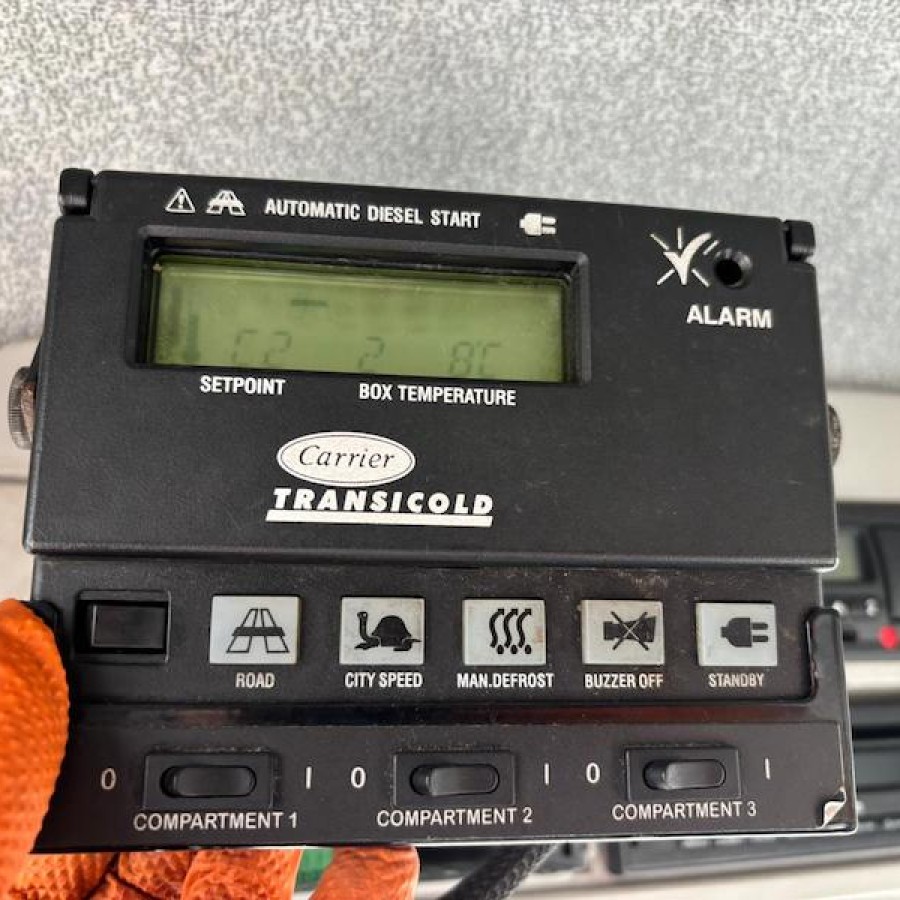 AUTOMATIC DIESEL START
ALARM
C2 2 8°C
SETPOINT BOX TEMPERATURE
Carrier
TRANSICOLD
ROAD CITY SPEED MAN.DEFROST BUZZER OFF STANDBY
0 I 0 I 0 I
COMPARTMENT 1 COMPARTMENT 2 COMPARTMENT 3